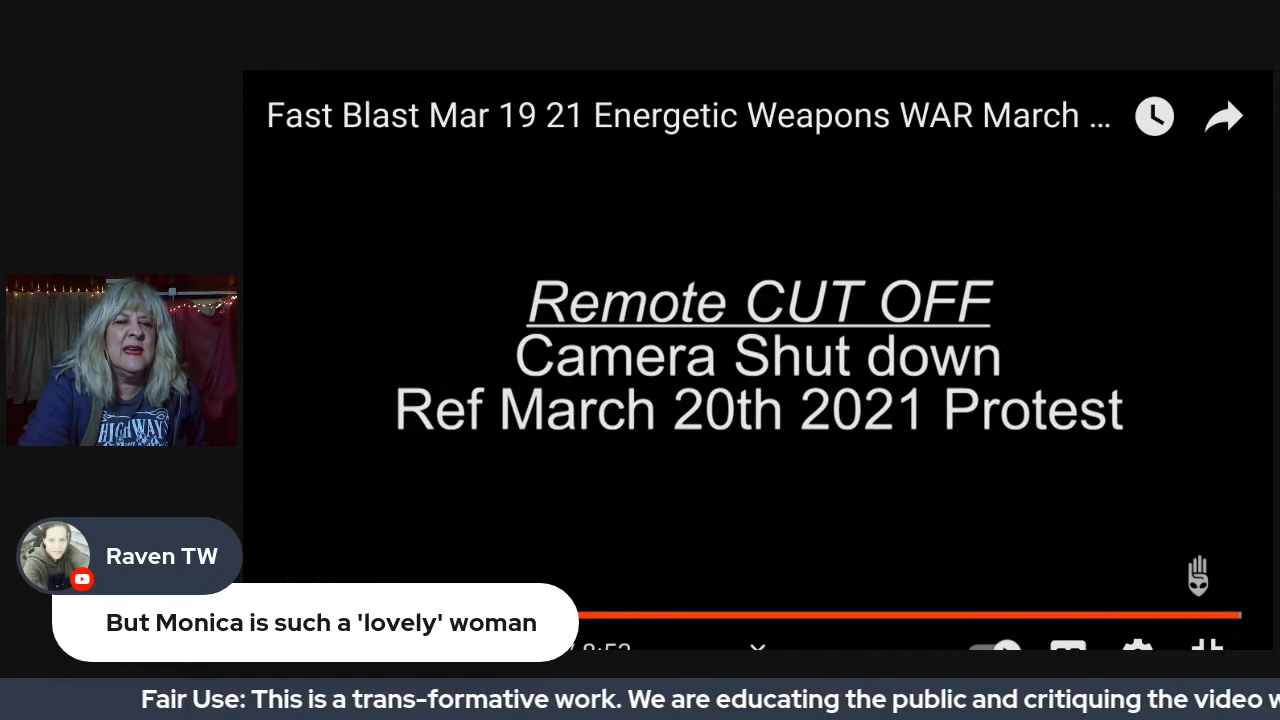 Fast Blast Mar 19 21 Energetic Weapons WAR March ...
Remote CUT OFF
Camera Shut down
Ref March 20th 2021 Protest
HIGHWAY
Raven TW
But Monica is such a 'lovely' woman
Fair Use: This is a trans-formative work. We are educating the public and critiquing the video w